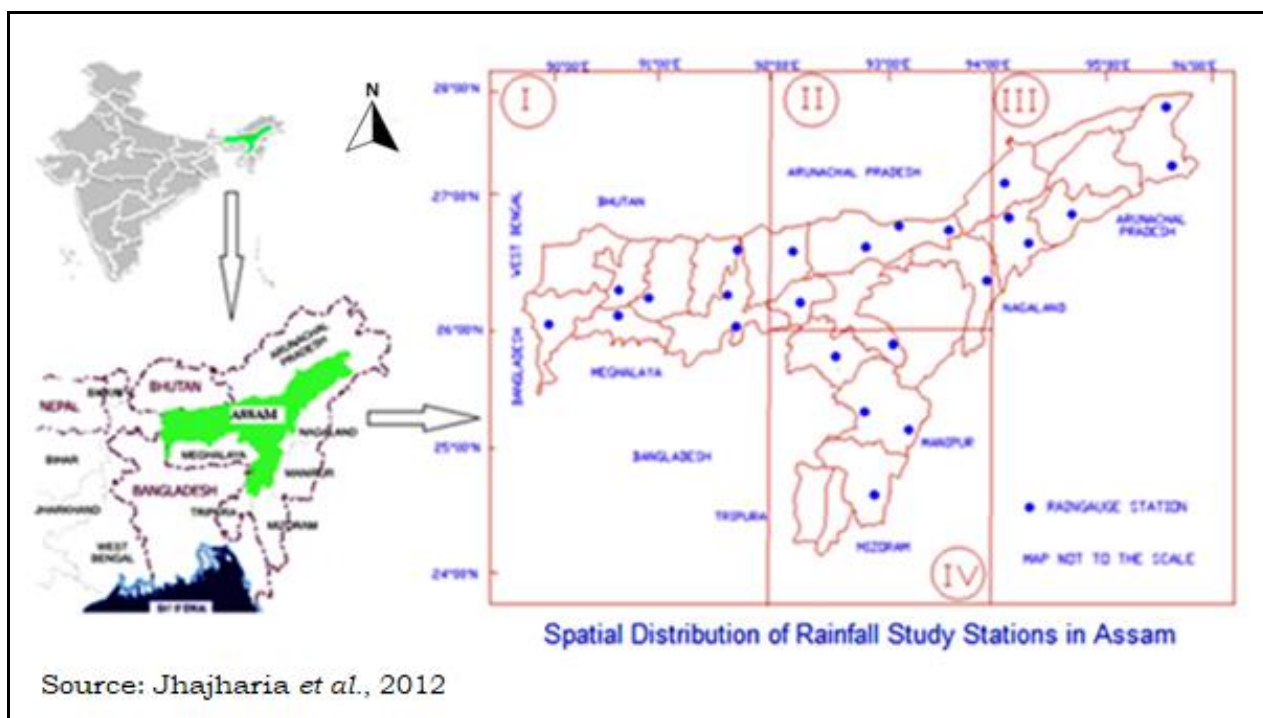 N
90°00'E 91°00'E 92°00'E 93°00'E 94°00'E 95°00'E 96°00'E
28°00'N
I
II
III
ARUNACHAL PRADESH
27°00'N
BHUTAN
WEST BENGAL
ARUNACHAL
PRADESH
NAGALAND
26°00'N
BANGLADESH
MEGHALAYA
MANIPUR
25°00'N
BANGLADESH
RAINGAUGE STATION
TRIPURA
MIZORAM
MAP NOT TO THE SCALE
24°00'N
IV
ARUNACHAL
PRADESH
BHUTAN
NEPAL
ASSAM
NAGALAND
BIHAR
MEGHALAYA
MANIPUR
BANGLADESH
JHARKHAND
TRIPURA
MIZORAM
WEST
BENGAL
Spatial Distribution of Rainfall Study Stations in Assam
Source: Jhajharia et al., 2012